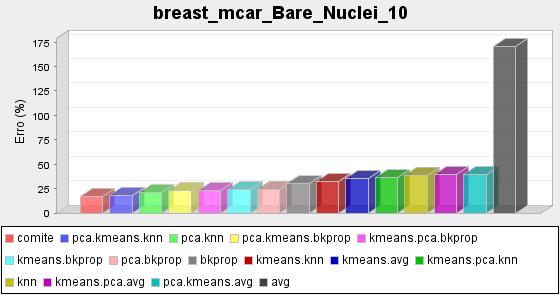 breast_mcar_Bare_Nuclei_10
Erro (%)
175
150
125
100
75
50
25
0
comite pca.kmeans.knn pca.knn pca.kmeans.bkprop kmeans.pca.bkprop
kmeans.bkprop pca.bkprop bkprop kmeans.knn kmeans.avg kmeans.pca.knn
knn kmeans.pca.avg pca.kmeans.avg avg